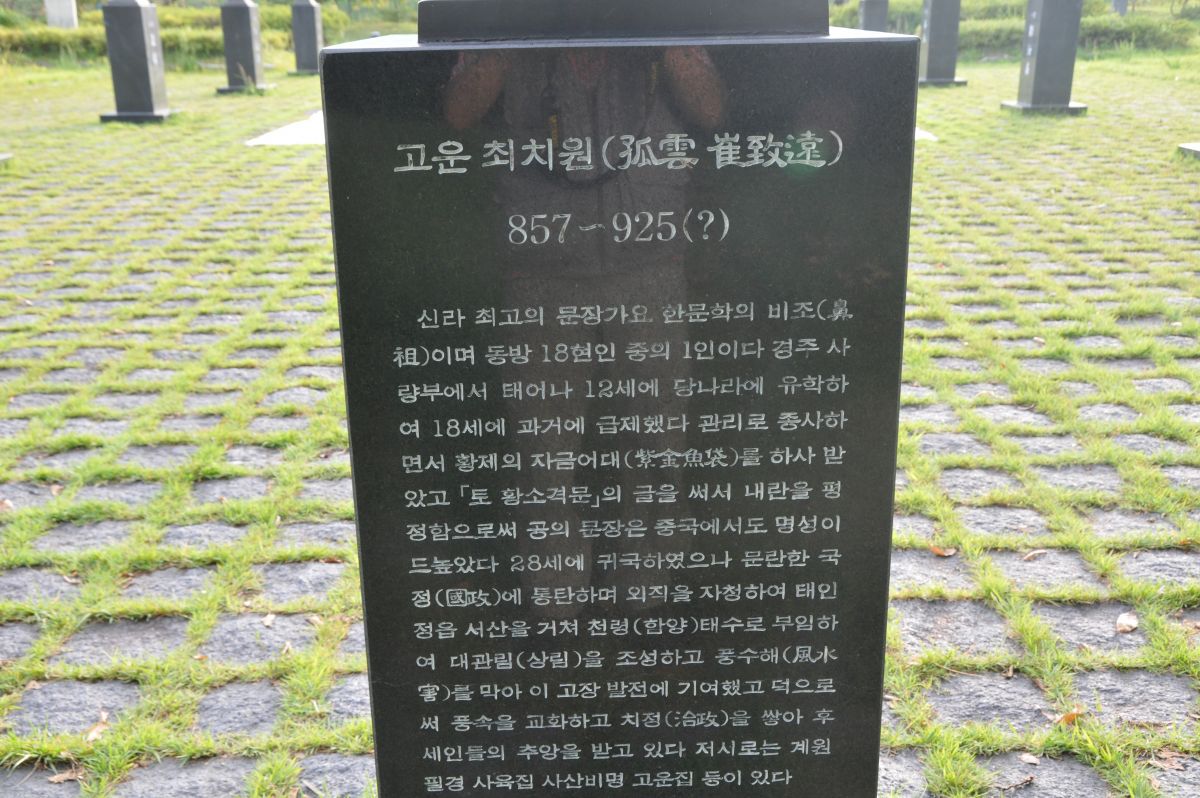 고운 최치원(孤雲 崔致遠)
857~925(?)
신라 최고의 문장가요 한문학의 비조(鼻
祖)이며 동방 18현인 중의 1인이다 경주 사
량부에서 태어나 12세에 당나라에 유학하
여 18세에 과거에 급제했다 관리로 종사하
면서 황제의 자금어대(紫金魚袋)를 하사 받
았고 「토 황소격문」의 글을 써서 내란을 평
정함으로써 공의 문장은 중국에서도 명성이
드높았다 28세에 귀국하였으나 문란한 국
정(國政)에 통탄하며 외직을 자청하여 태인
정읍 서산을 거쳐 천령(한양)태수로 부임하
여 대관림(상림)을 조성하고 풍수해(風水
害)를 막아 이 고장 발전에 기여했고 덕으로
써 풍속을 교화하고 치정(治政)을 쌓아 후
세인들의 추앙을 받고 있다 저시로는 계원
필경 사육집 사산비명 고운집 등이 있다